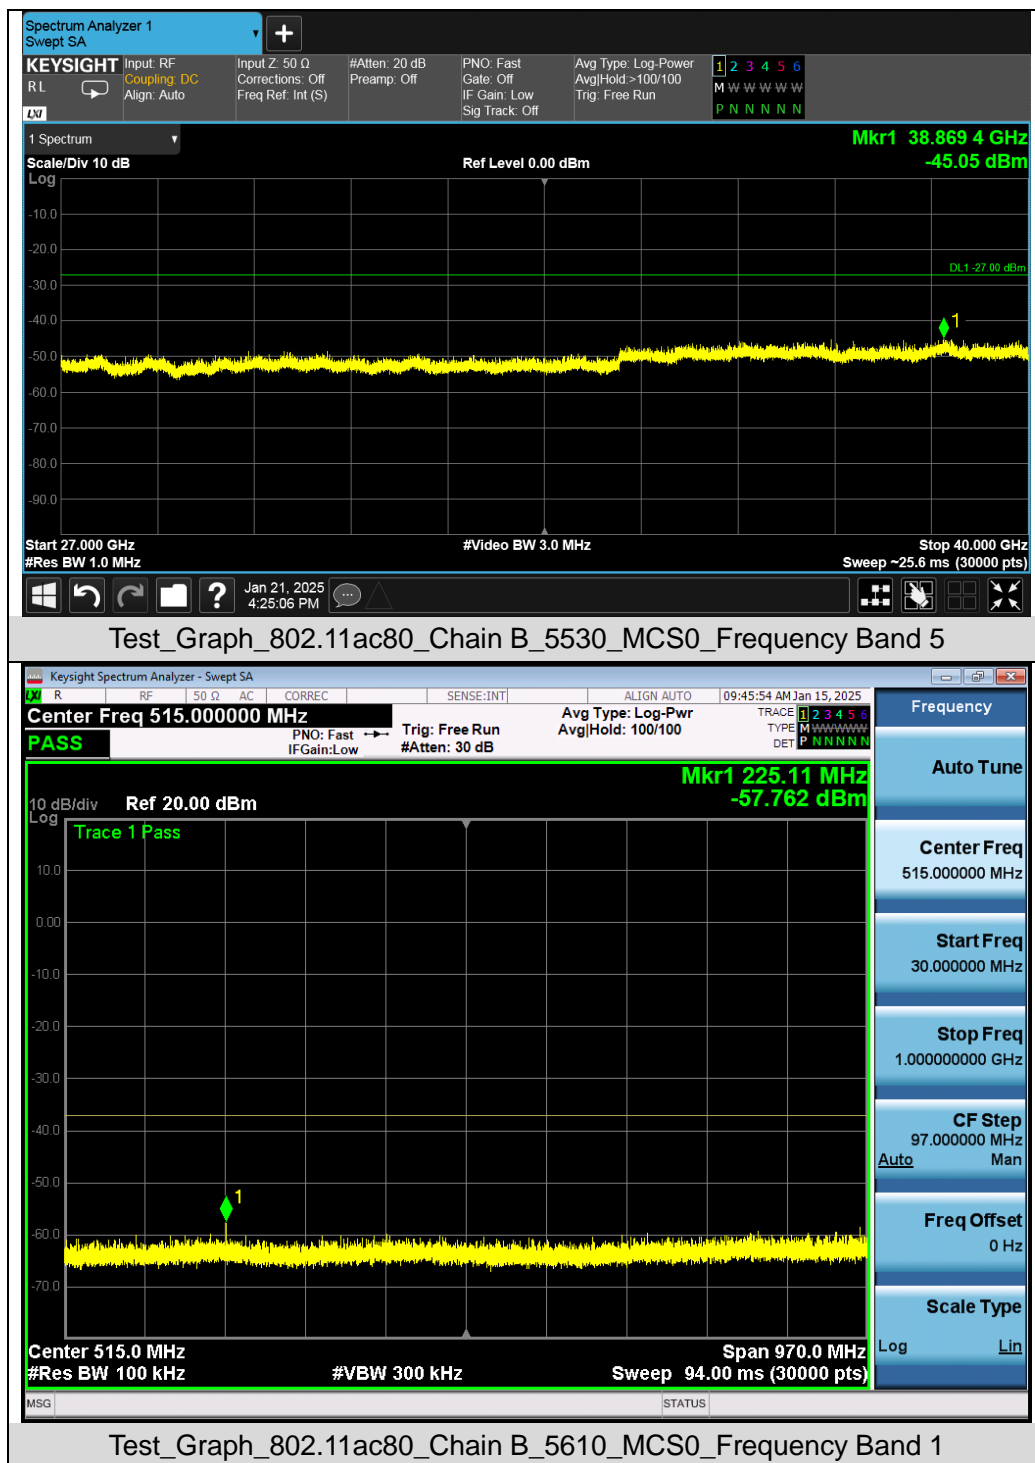 Spectrum Analyzer 1
Swept SA
KEYSIGHT
R L
LXI
Input: RF
Coupling: DC
Align: Auto
Input Z: 50 Ω
Corrections: Off
Freq Ref: Int (S)
#Atten: 20 dB
Preamp: Off
PNO: Fast
Gate: Off
IF Gain: Low
Sig Track: Off
Avg Type: Log-Power
Avg|Hold:>100/100
Trig: Free Run
1 2 3 4 5 6
M W W W W W
P N N N N N
1 Spectrum
Scale/Div 10 dB
Log
Ref Level 0.00 dBm
Mkr1 38.869 4 GHz
-45.05 dBm
-10.0
-20.0
DL1 -27.00 dBm
-30.0
-40.0
1
-50.0
-60.0
-70.0
-80.0
-90.0
Start 27.000 GHz
#Video BW 3.0 MHz
Stop 40.000 GHz
#Res BW 1.0 MHz
Sweep ~25.6 ms (30000 pts)
?
Jan 21, 2025
4:25:06 PM
Test_Graph_802.11ac80_Chain B_5530_MCS0_Frequency Band 5
Keysight Spectrum Analyzer - Swept SA
LXI R RF 50 Ω AC CORREC SENSE:INT ALIGN AUTO 09:45:54 AM Jan 15, 2025
Center Freq 515.000000 MHz
PASS
PNO: Fast
IFGain:Low
Trig: Free Run
#Atten: 30 dB
Avg Type: Log-Pwr
Avg|Hold: 100/100
TRACE 1 2 3 4 5 6
TYPE M W W W W W
DET P N N N N N
Mkr1 225.11 MHz
-57.762 dBm
10 dB/div Ref 20.00 dBm
Log
Trace 1 Pass
10.0
0.00
-10.0
-20.0
-30.0
-40.0
-50.0
1
-60.0
-70.0
Center 515.0 MHz
Span 970.0 MHz
#Res BW 100 kHz
#VBW 300 kHz
Sweep 94.00 ms (30000 pts)
MSG
STATUS
Frequency
Auto Tune
Center Freq
515.000000 MHz
Start Freq
30.000000 MHz
Stop Freq
1.000000000 GHz
CF Step
97.000000 MHz
Auto Man
Freq Offset
0 Hz
Scale Type
Log Lin
Test_Graph_802.11ac80_Chain B_5610_MCS0_Frequency Band 1